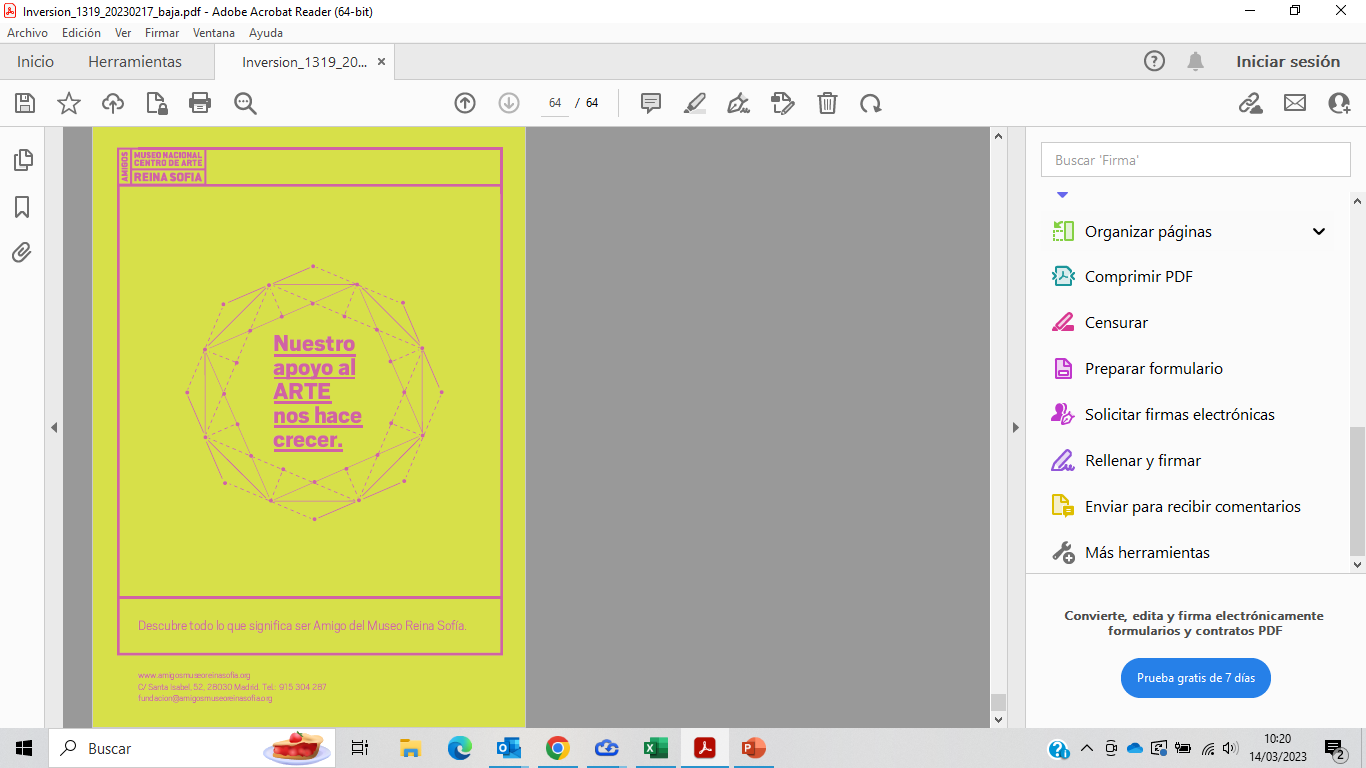 Inversion_1319_20230217_baja.pdf - Adobe Acrobat Reader (64-bit)
Archivo Edición Ver Firmar Ventana Ayuda
Inicio Herramientas Inversion_1319_20... × Iniciar sesión
64 / 64
AMIGOS
MUSEO NACIONAL
CENTRO DE ARTE
REINA SOFIA
Nuestro
apoyo al
ARTE
nos hace
crecer.
Descubre todo lo que significa ser Amigo del Museo Reina Sofía.
www.amigosmuseoreinasofia.org
C/ Santa Isabel, 52, 28030 Madrid. Tel.: 915 304 287
fundacion@amigosmuseoreinasofia.org
Buscar 'Firma'
Organizar páginas
Comprimir PDF
Censurar
Preparar formulario
Solicitar firmas electrónicas
Rellenar y firmar
Enviar para recibir comentarios
Más herramientas
Convierte, edita y firma electrónicamente
formularios y contratos PDF
Prueba gratis de 7 días
Buscar
10:20
14/03/2023
2